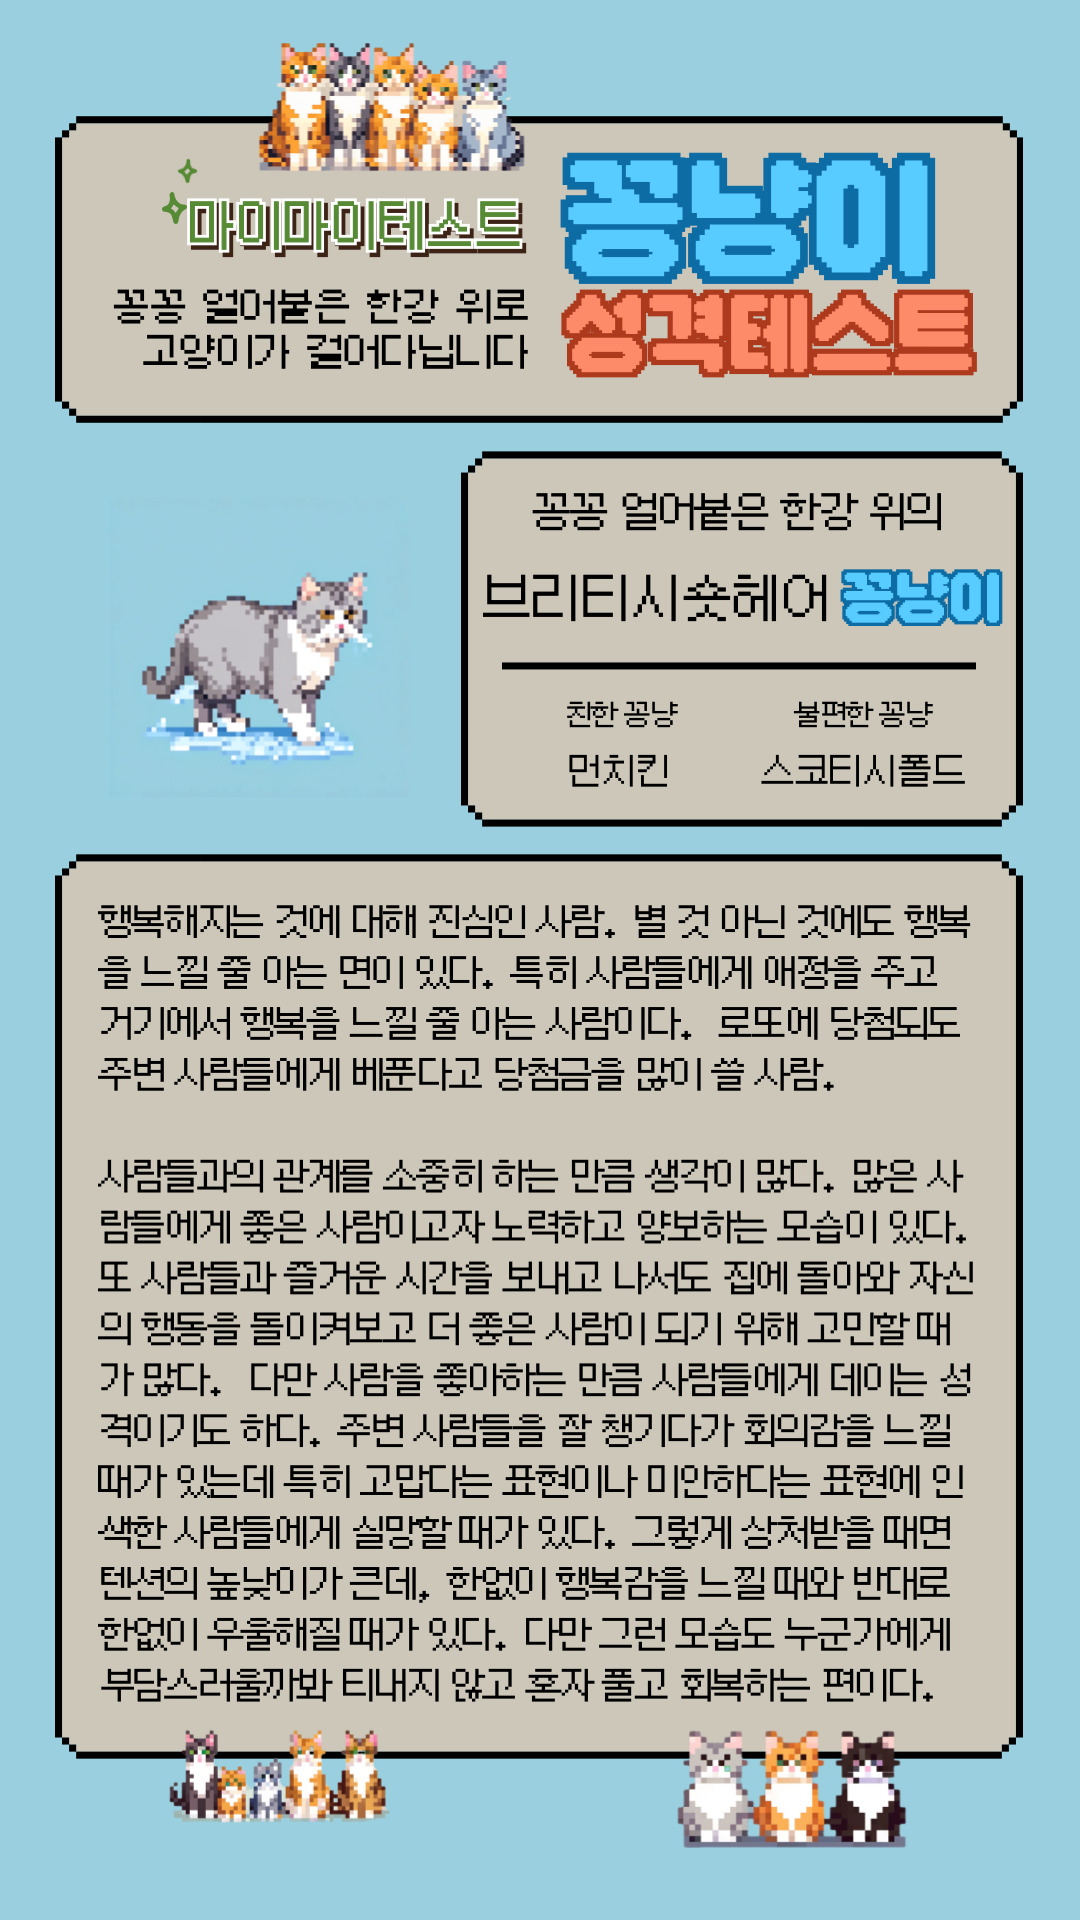 마이마이테스트
꽁꽁 얼어붙은 한강 위로
고양이가 걸어다닙니다
꽁냥이
성격테스트
꽁꽁 얼어붙은 한강 위의
브리티시숏헤어 꽁냥이
친한 꽁냥 불편한 꽁냥
먼치킨 스코티시폴드
행복해지는 것에 대해 진심인 사람. 별 것 아닌 것에도 행복
을 느낄 줄 아는 면이 있다. 특히 사람들에게 애정을 주고
거기에서 행복을 느낄 줄 아는 사람이다. 로또에 당첨되도
주변 사람들에게 베푼다고 당첨금을 많이 쓸 사람.
사람들과의 관계를 소중히 하는 만큼 생각이 많다. 많은 사
람들에게 좋은 사람이고자 노력하고 양보하는 모습이 있다.
또 사람들과 즐거운 시간을 보내고 나서도 집에 돌아와 자신
의 행동을 돌이켜보고 더 좋은 사람이 되기 위해 고민할 때
가 많다. 다만 사람을 좋아하는 만큼 사람들에게 데이는 성
격이기도 하다. 주변 사람들을 잘 챙기다가 회의감을 느낄
때가 있는데 특히 고맙다는 표현이나 미안하다는 표현에 인
색한 사람들에게 실망할 때가 있다. 그렇게 상처받을 때면
텐션의 높낮이가 큰데, 한없이 행복감을 느낄 때와 반대로
한없이 우울해질 때가 있다. 다만 그런 모습도 누군가에게
부담스러울까봐 티내지 않고 혼자 풀고 회복하는 편이다.